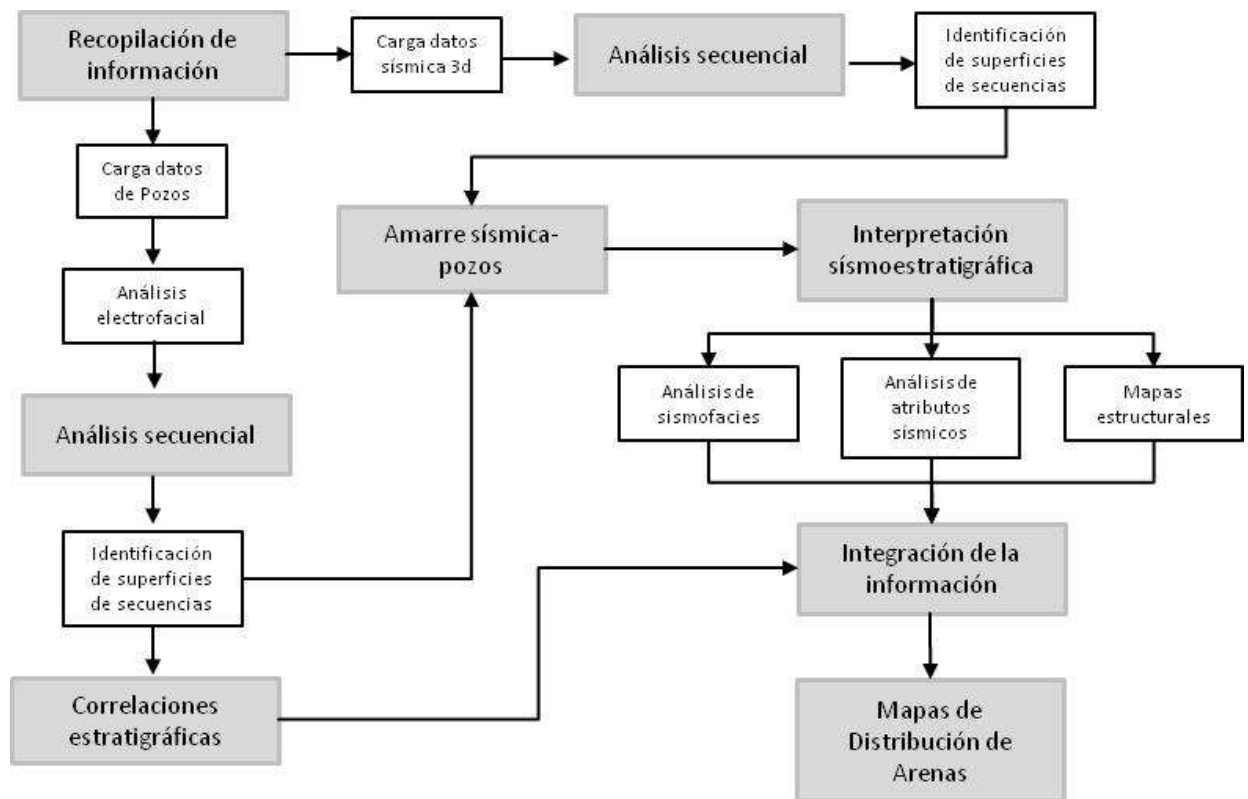 Recopilación de
información
Carga datos
sísmica 3d
Análisis secuencial
Identificación
de superficies
de secuencias
Carga datos
de Pozos
Amarre sísmica-
pozos
Interpretación
sísmoestratigráfica
Análisis
electrofacial
Análisis de
sismofacies
Análisis de
atributos
sísmicos
Mapas
estructurales
Análisis secuencial
Identificación
de superficies
de secuencias
Integración de la
información
Correlaciones
estratigráficas
Mapas de
Distribución de
Arenas